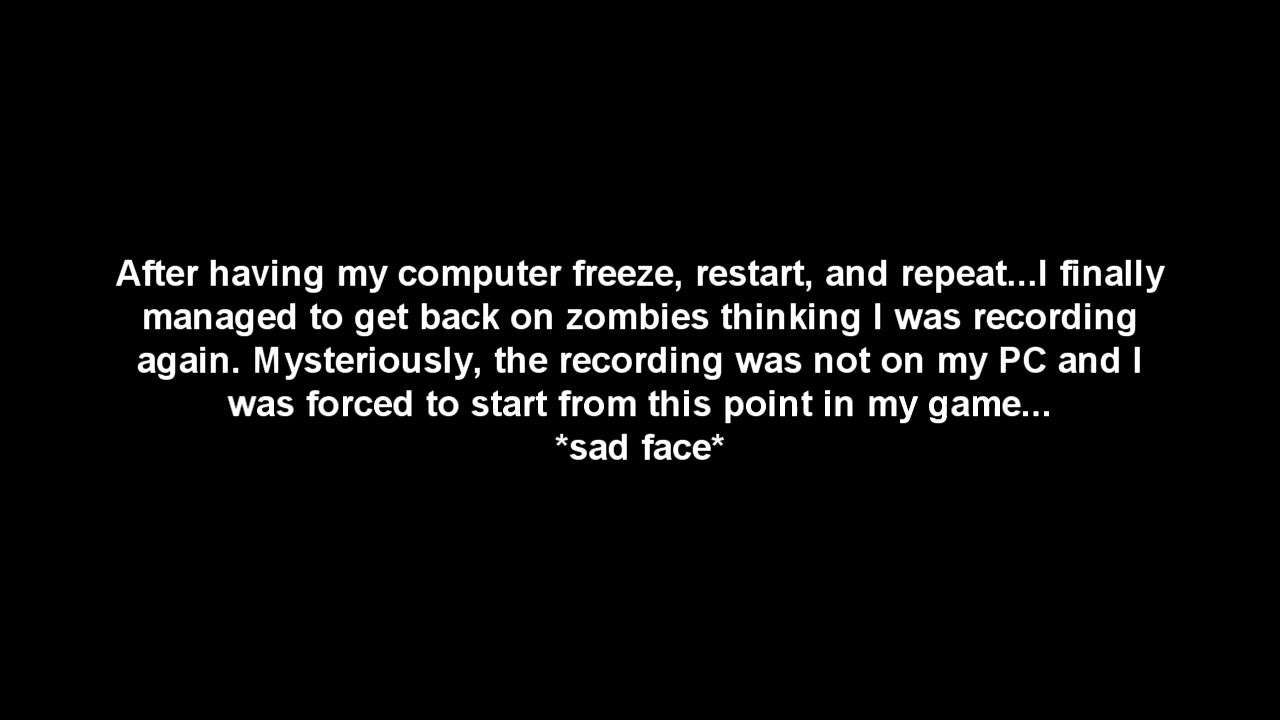 After having my computer freeze, restart, and repeat...I finally
managed to get back on zombies thinking I was recording
again. Mysteriously, the recording was not on my PC and I
was forced to start from this point in my game...
*sad face*